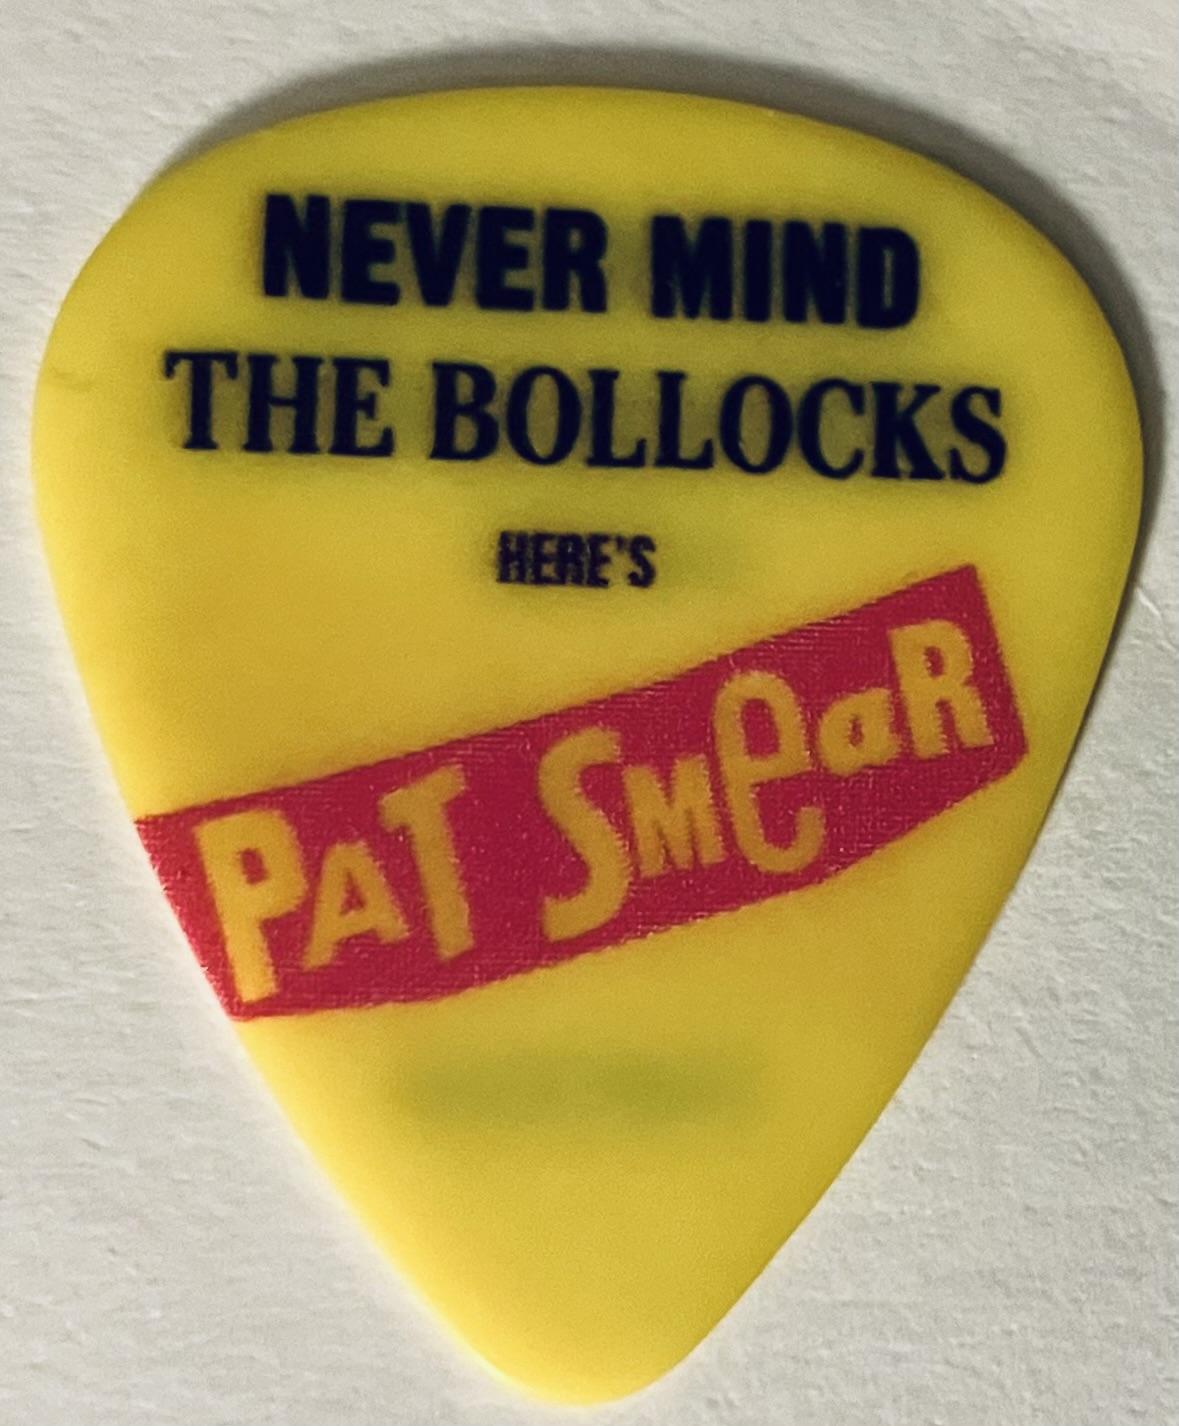 NEVER MIND
THE BOLLOCKS
HERE'S
PAT SMeaR